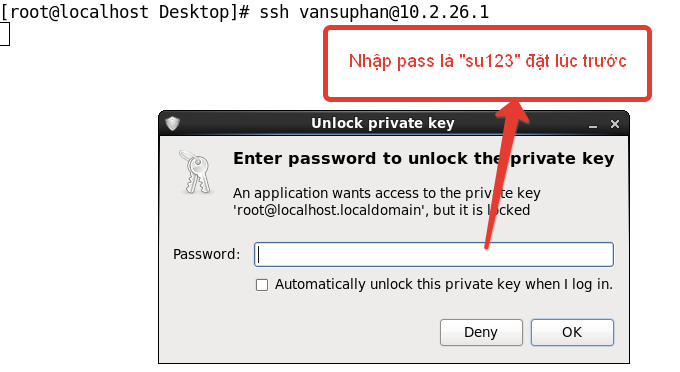 [root@localhost Desktop]# ssh vansuphan@10.2.26.1
Nhập pass là "su123" đặt lúc trước
Unlock private key
Enter password to unlock the private key
An application wants access to the private key
'root@localhost.localdomain', but it is locked
Password:
Automatically unlock this private key when I log in.
Deny
OK